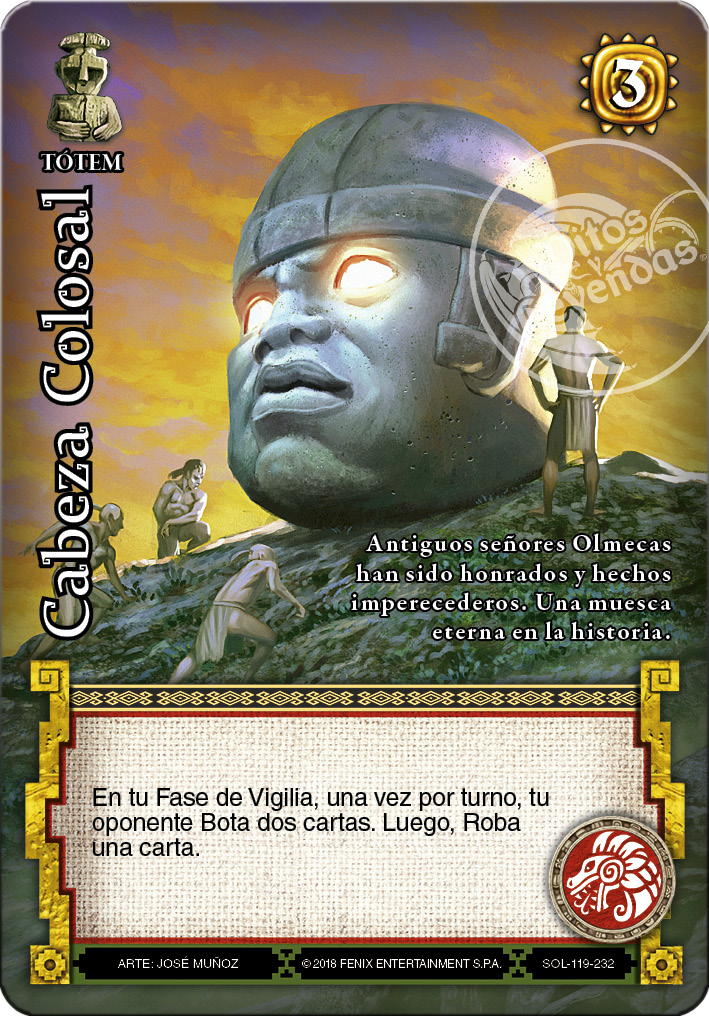 3
TÓTEM
Cabeza Colosal
Mitos
y
Leyendas
Antiguos señores Olmecas
han sido honrados y hechos
imperecederos. Una muesca
eterna en la historia.
En tu Fase de Vigilia, una vez por turno, tu
oponente Bota dos cartas. Luego, Roba
una carta.
ARTE: JOSÉ MUÑOZ
©2018 FENIX ENTERTAINMENT S.P.A.
SOL-119-232